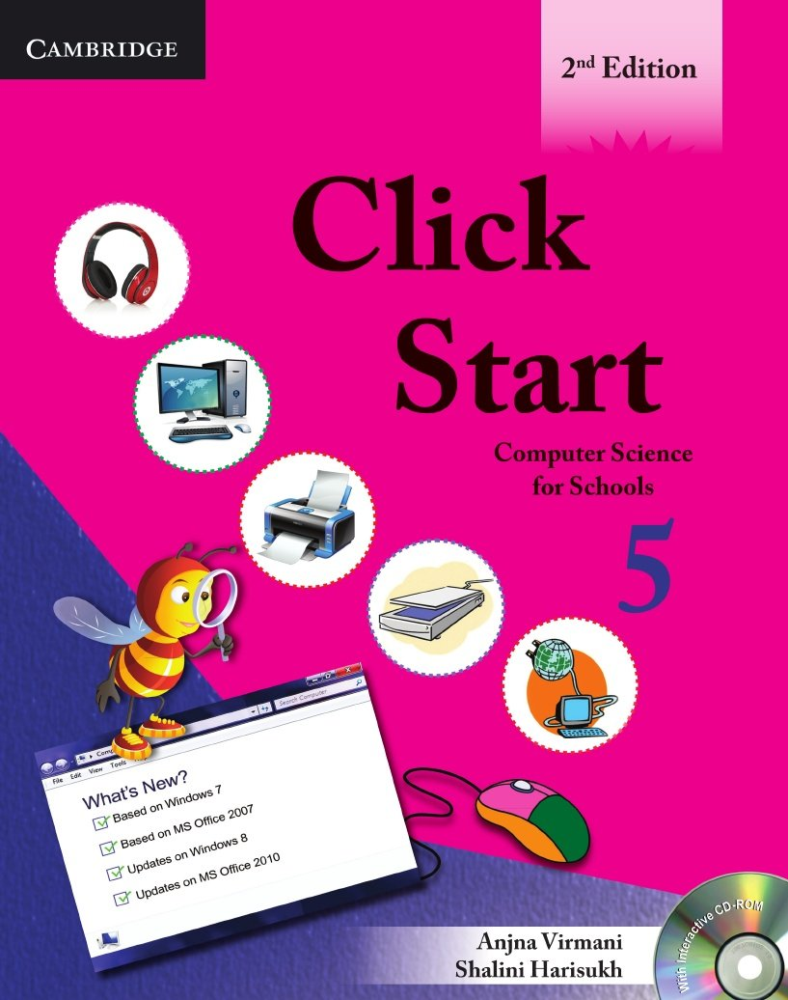 CAMBRIDGE
2nd Edition
Click
Start
Computer Science
for Schools
5
Search Computer
File Edit View Tools
What's New?
Based on Windows 7
Based on MS Office 2007
Updates on Windows 8
Updates on MS Office 2010
Anjna Virmani
Shalini Harisukh
With Interactive CD-ROM